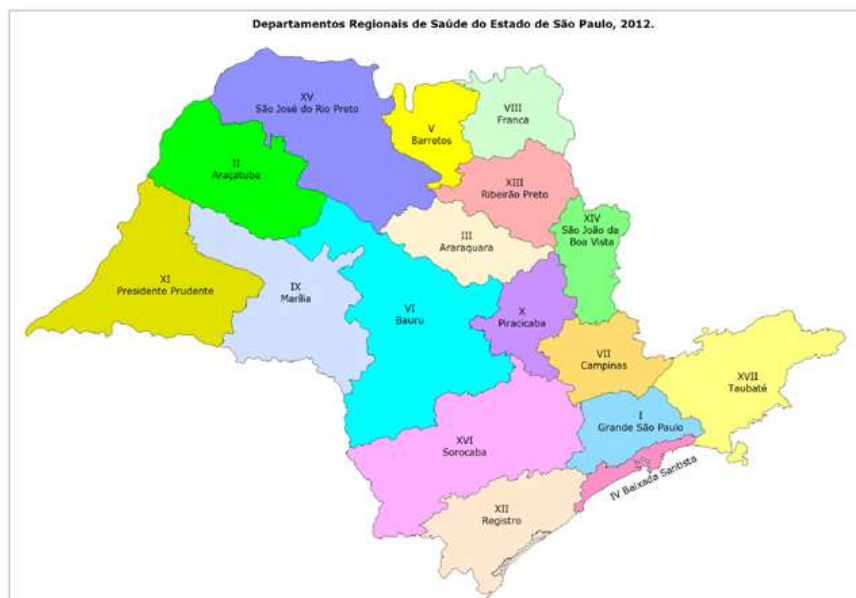 Departamentos Regionais de Saúde do Estado de São Paulo, 2012.
XV
São José do Rio Preto
V
Barretos
VIII
Franca
II
Araçatuba
XIII
Ribeirão Preto
XIV
São João da
Boa Vista
III
Araraquara
XI
Presidente Prudente
IX
Marília
VI
Bauru
X
Piracicaba
VII
Campinas
XVII
Taubaté
I
Grande São Paulo
XVI
Sorocaba
IV Baixada Santista
XII
Registro